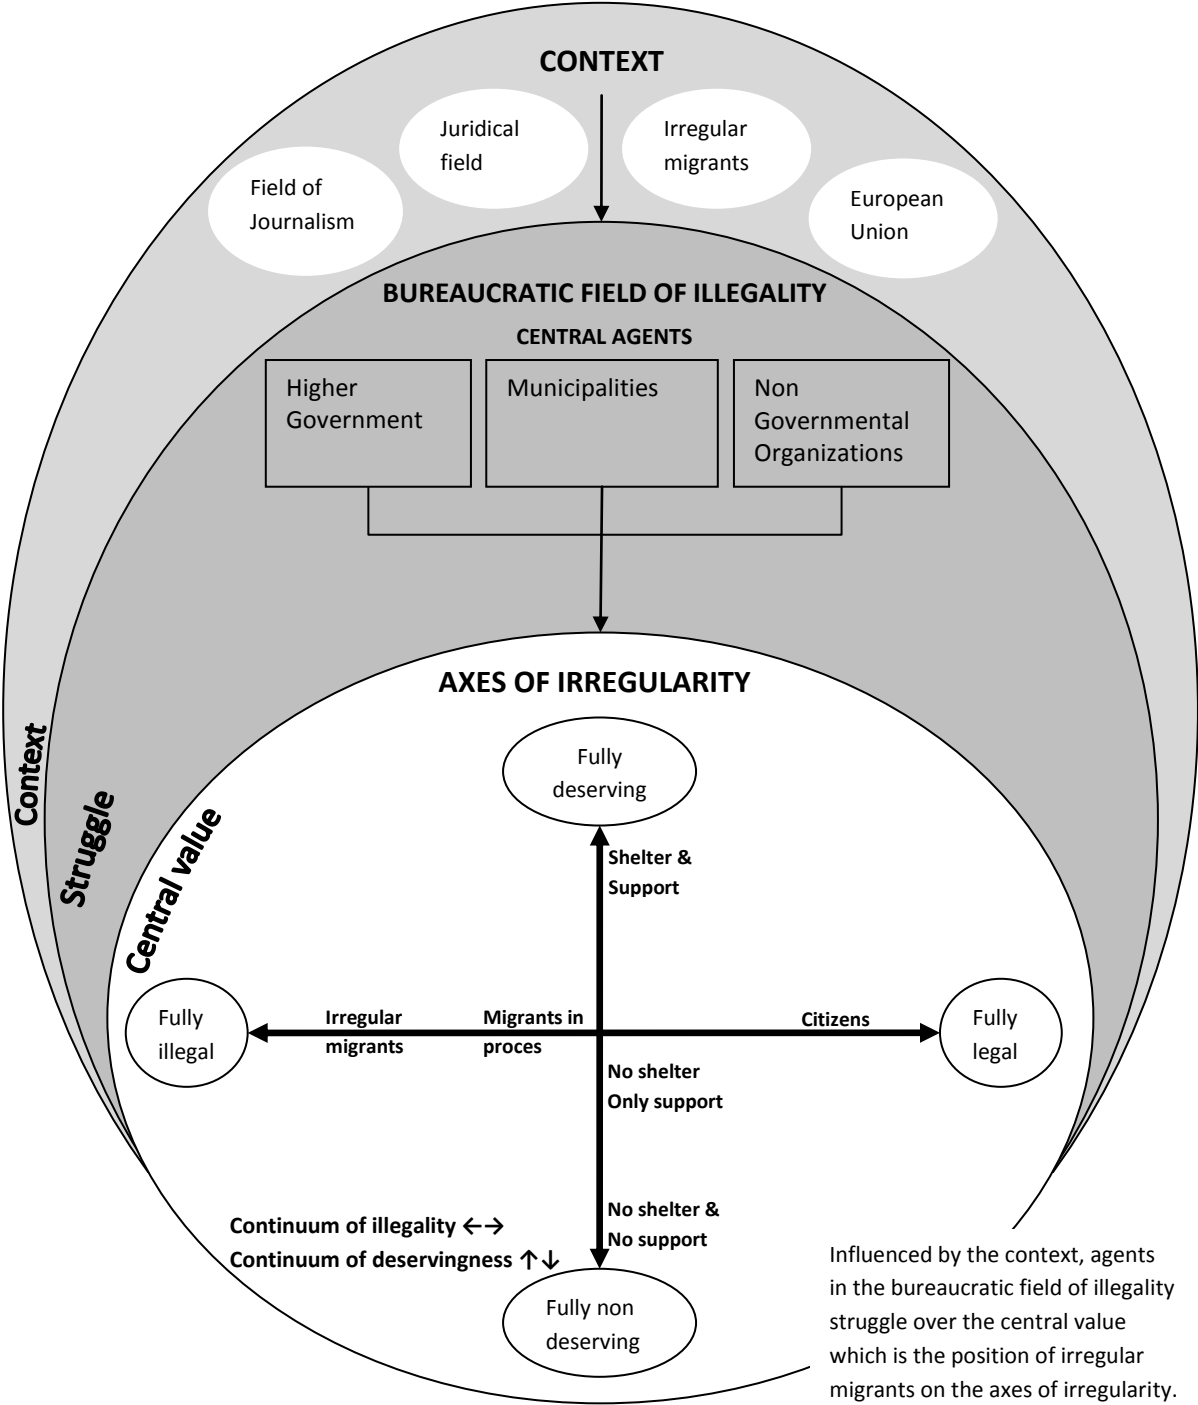 CONTEXT
Juridical
field
Irregular
migrants
Field of
Journalism
European
Union
BUREAUCRATIC FIELD OF ILLEGALITY
CENTRAL AGENTS
Higher
Government
Municipalities
Non
Governmental
Organizations
AXES OF IRREGULARITY
Context
Struggle
Central value
Fully
deserving
Shelter &
Support
Fully
illegal
Irregular
migrants
Migrants in
proces
Citizens
Fully
legal
No shelter
Only support
No shelter &
No support
Continuum of illegality ←→
Continuum of deservingness ↑↓
Fully non
deserving
Influenced by the context, agents
in the bureaucratic field of illegality
struggle over the central value
which is the position of irregular
migrants on the axes of irregularity.